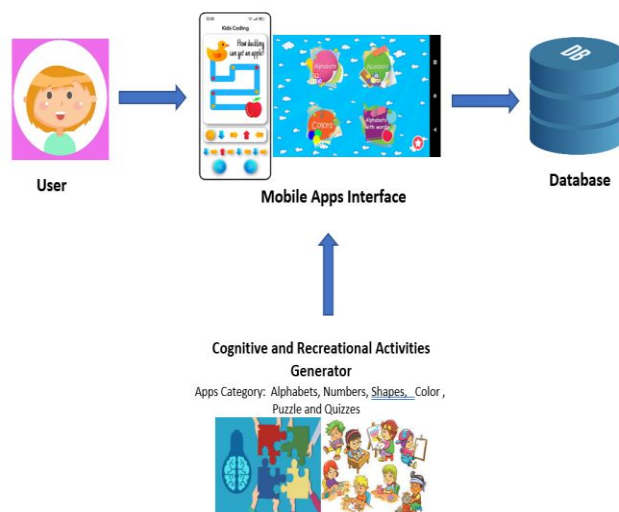 Kids Coding
How duckling
can get an apple?
Alphabets
Numbers
Colors
Alphabets
with words
DB
User
Mobile Apps Interface
Database
Cognitive and Recreational Activities
Generator
Apps Category: Alphabets, Numbers, Shapes, Color ,
Puzzle and Quizzes